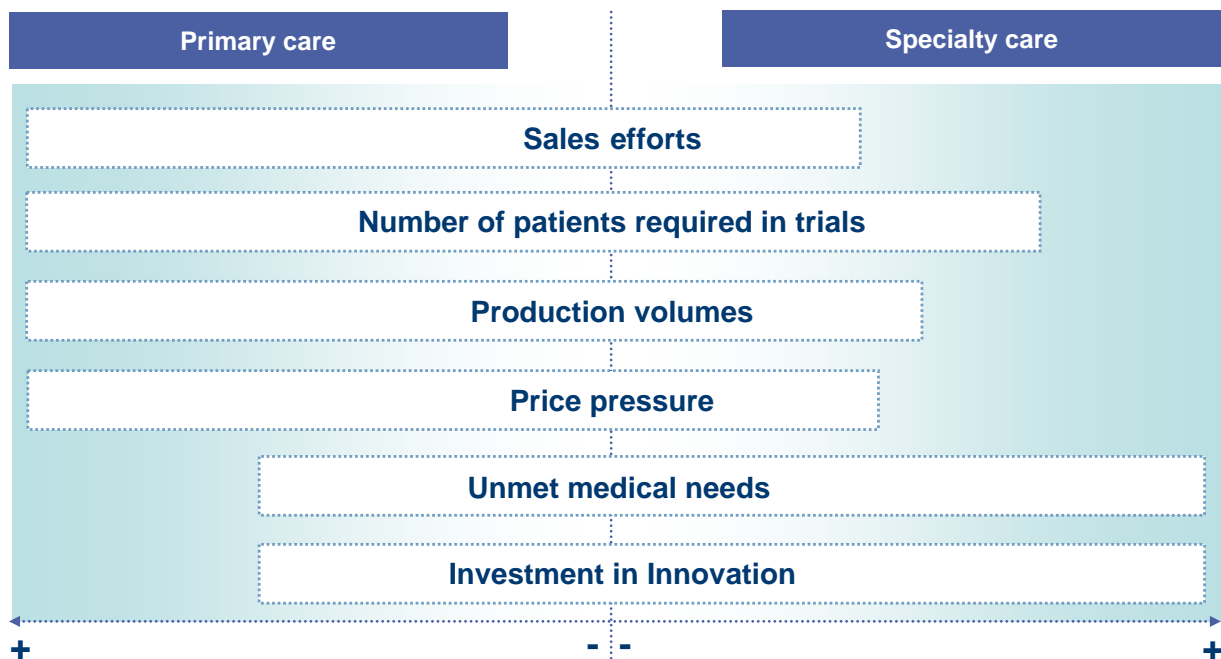 Primary care
Specialty care
Sales efforts
Number of patients required in trials
Production volumes
Price pressure
Unmet medical needs
Investment in Innovation
+ - - +